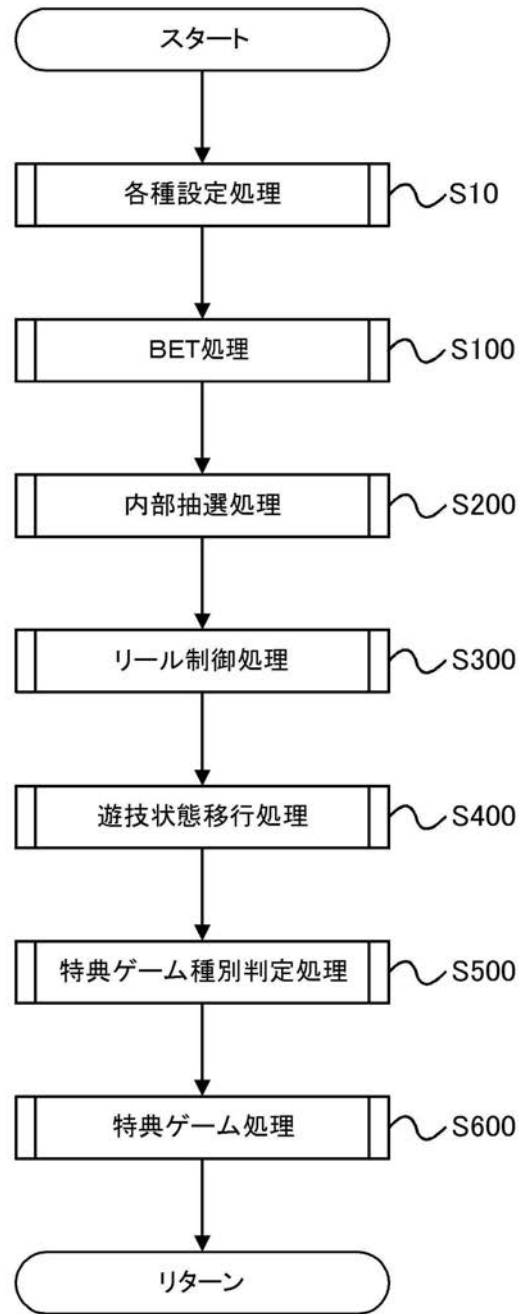 スタート
各種設定処理
S10
BET処理
S100
内部抽選処理
S200
リール制御処理
S300
遊技状態移行処理
S400
特典ゲーム種別判定処理
S500
特典ゲーム処理
S600
リターン